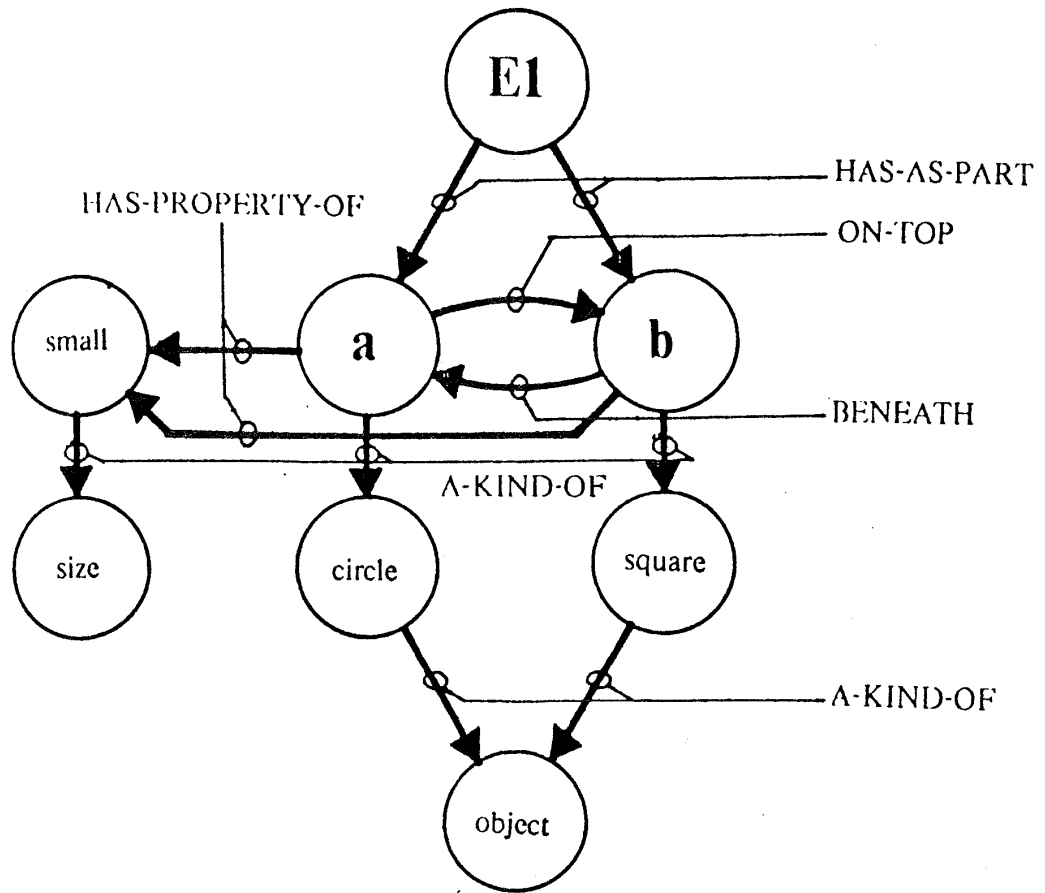 E1
HAS-AS-PART
HAS-PROPERTY-OF
ON-TOP
small
a
b
BENEATH
A-KIND-OF
size
circle
square
A-KIND-OF
object